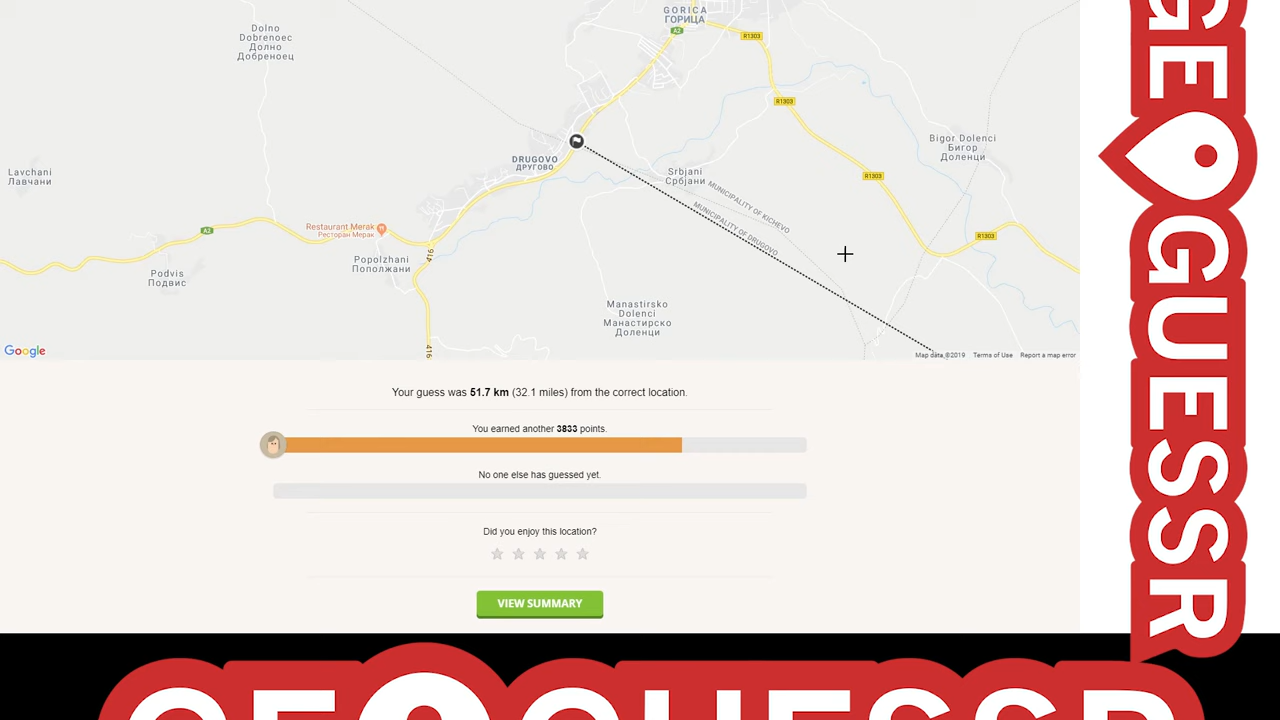 GORICA
ГОРИЦА
A2
R1303
Dolno
Dobrenoec
Долно
Добреноец
R1303
DRUGOVO
ДРУГОВО
Bigor Dolenci
Бигор
Доленци
Lavchani
Лавчани
Srbjani
Србјани
R1303
MUNICIPALITY OF KICHEVO
MUNICIPALITY OF DRUGOVO
A2
Restaurant Merak
Ресторан Мерак
R1303
416
Popolzhani
Пополжани
Podvis
Подвис
Manastirsko
Dolenci
Манастирско
Доленци
416
Google
Map data ©2019 Terms of Use Report a map error
Your guess was 51.7 km (32.1 miles) from the correct location.
You earned another 3833 points.
No one else has guessed yet.
Did you enjoy this location?
VIEW SUMMARY
GEOGUESSR
GEOGUESSR